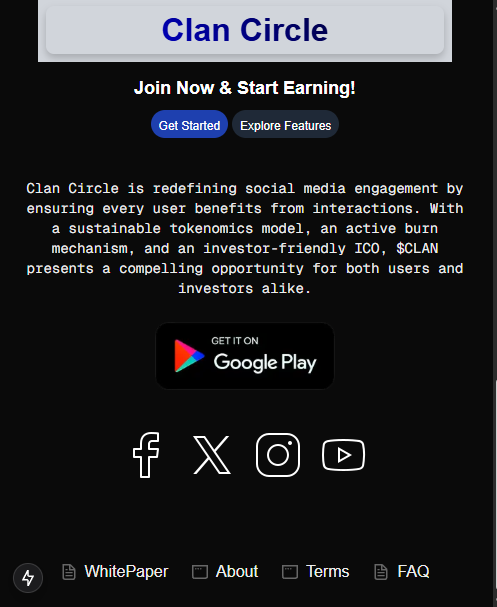 Clan Circle
Join Now & Start Earning!
Get Started
Explore Features
Clan Circle is redefining social media engagement by
ensuring every user benefits from interactions. With
a sustainable tokenomics model, an active burn
mechanism, and an investor-friendly ICO, $CLAN
presents a compelling opportunity for both users and
investors alike.
GET IT ON
Google Play
WhitePaper
About
Terms
FAQ